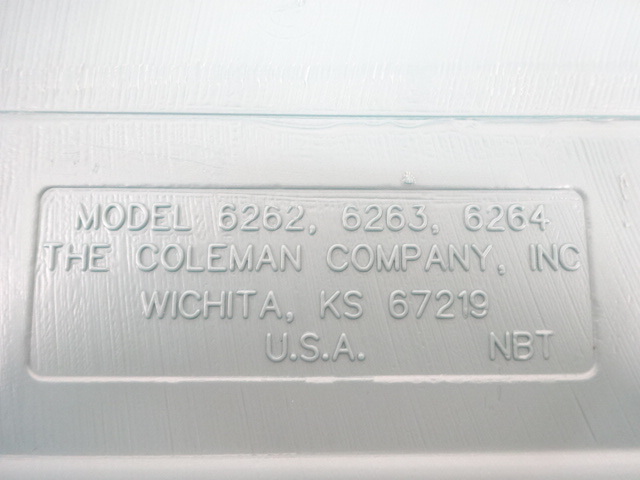 MODEL 6262, 6263, 6264
THE COLEMAN COMPANY, INC
WICHITA, KS 67219
U.S.A. NBT